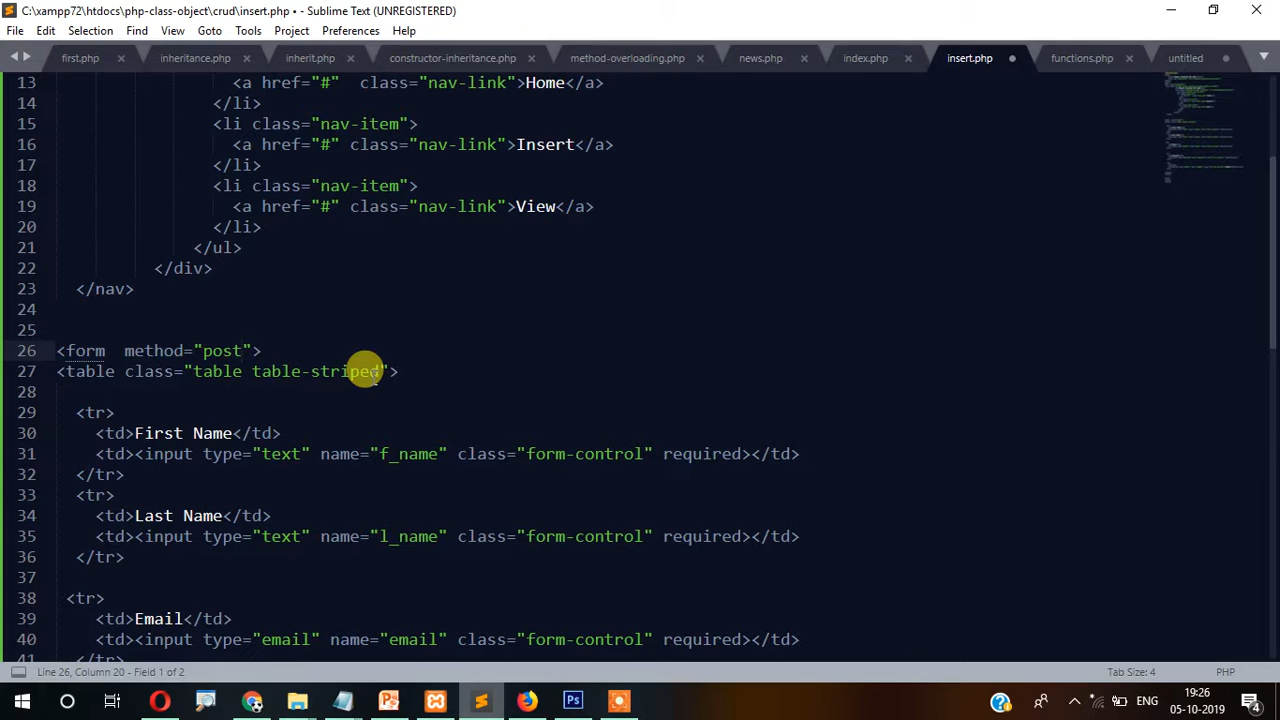 C:\xampp72\htdocs\php-class-object\crud\insert.php • - Sublime Text (UNREGISTERED)
File Edit Selection Find View Goto Tools Project Preferences Help
first.php inheritance.php inherit.php constructor-inheritance.php method-overloading.php news.php index.php insert.php functions.php untitled
13 <a href="#"  class="nav-link">Home</a>
14 </li>
15 <li class="nav-item">
16 <a href="#" class="nav-link">Insert</a>
17 </li>
18 <li class="nav-item">
19 <a href="#" class="nav-link">View</a>
20 </li>
21 </ul>
22 </div>
23 </nav>
24
25
26 <form  method="post">
27 <table class="table table-striped">
28
29 <tr>
30 <td>First Name</td>
31 <td><input type="text" name="f_name" class="form-control" required></td>
32 </tr>
33 <tr>
34 <td>Last Name</td>
35 <td><input type="text" name="l_name" class="form-control" required></td>
36 </tr>
37
38 <tr>
39 <td>Email</td>
40 <td><input type="email" name="email" class="form-control" required></td>
41 </tr>
Line 26, Column 20 - Field 1 of 2 Tab Size: 4 PHP
ENG 19:26
05-10-2019 4